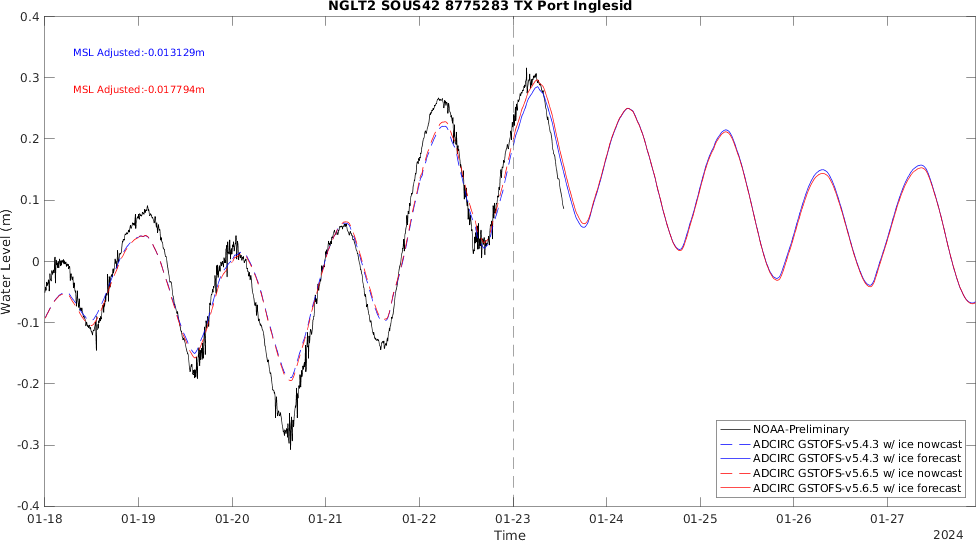 NGLT2 SOUS42 8775283 TX Port Inglesid
MSL Adjusted:-0.013129m
MSL Adjusted:-0.017794m
0.4
0.3
0.2
0.1
0
-0.1
-0.2
-0.3
-0.4
Water Level (m)
01-18
01-19
01-20
01-21
01-22
01-23
01-24
01-25
01-26
01-27
Time
2024
NOAA-Preliminary
ADCIRC GSTOFS-v5.4.3 w/ ice nowcast
ADCIRC GSTOFS-v5.4.3 w/ ice forecast
ADCIRC GSTOFS-v5.6.5 w/ ice nowcast
ADCIRC GSTOFS-v5.6.5 w/ ice forecast